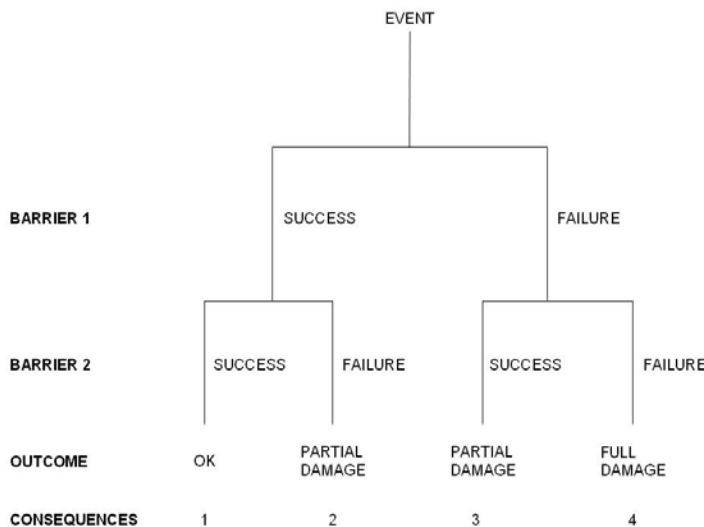 EVENT
BARRIER 1 SUCCESS FAILURE
BARRIER 2 SUCCESS FAILURE SUCCESS FAILURE
OUTCOME OK PARTIAL DAMAGE PARTIAL DAMAGE FULL DAMAGE
CONSEQUENCES 1 2 3 4